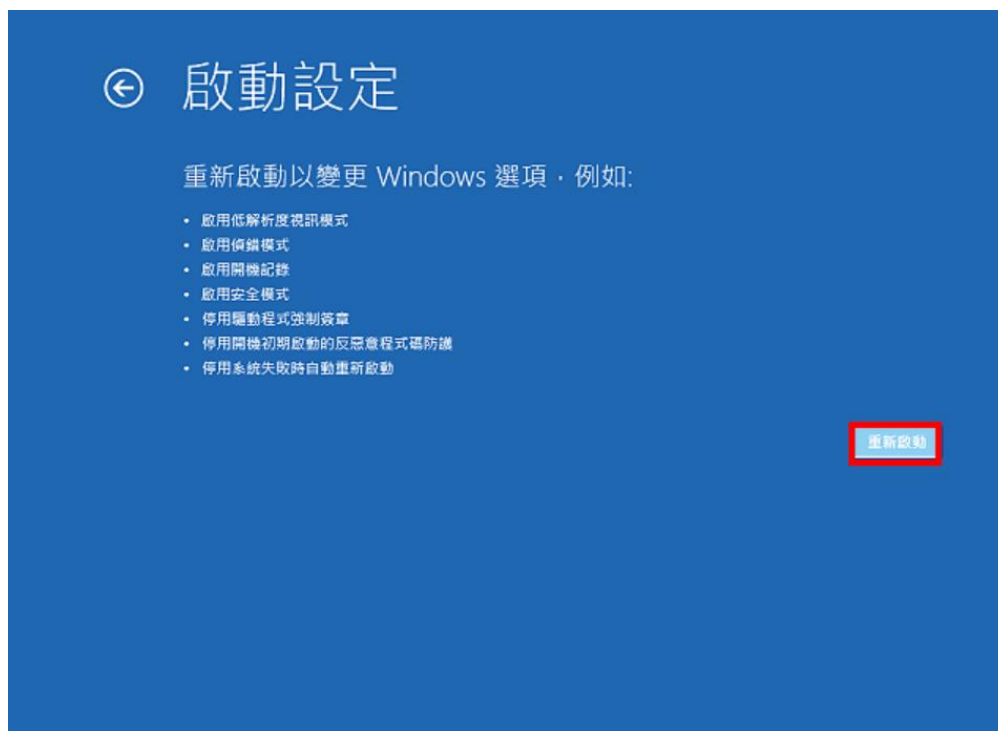 啟動設定
重新啟動以變更 Windows 選項，例如:
• 啟用低解析度視訊模式
• 啟用偵錯模式
• 啟用開機記錄
• 啟用安全模式
• 停用驅動程式強制簽章
• 停用開機初期啟動的反惡意程式碼防護
• 停用系統失敗時自動重新啟動
重新啟動